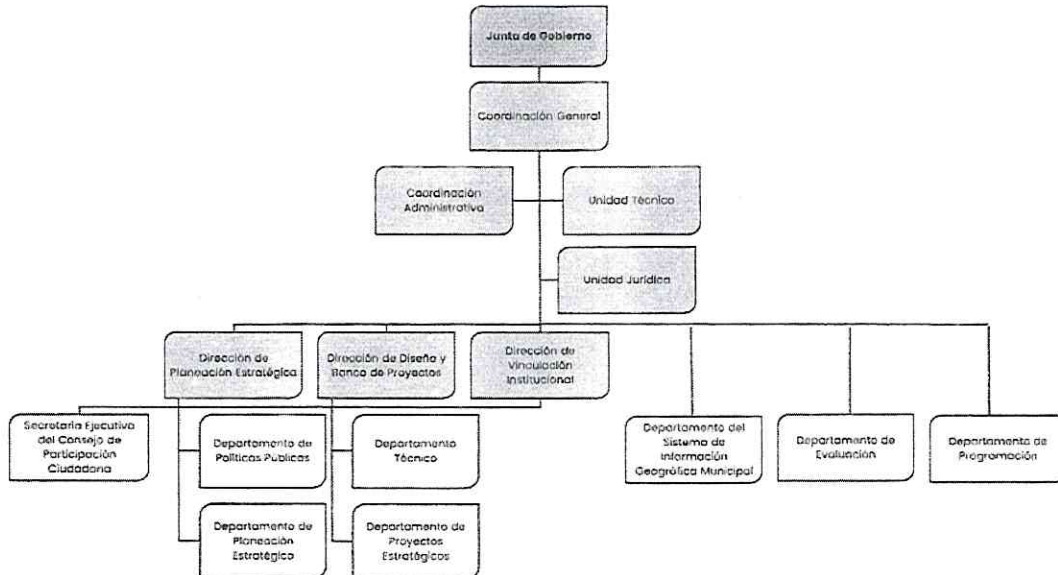 Junta de Gobierno
Coordinación General
Coordinación
Administrativa
Unidad Técnica
Unidad Jurídica
Dirección de
Planeación Estratégica
Dirección de Diseño y
Banco de Proyectos
Dirección de
Vinculación
Institucional
Secretaría Ejecutiva
del Consejo de
Participación
Ciudadana
Departamento de
Políticas Públicas
Departamento
Técnico
Departamento del
Sistema de
Información
Geográfica Municipal
Departamento de
Evaluación
Departamento de
Programación
Departamento de
Planeación
Estratégica
Departamento de
Proyectos
Estratégicos